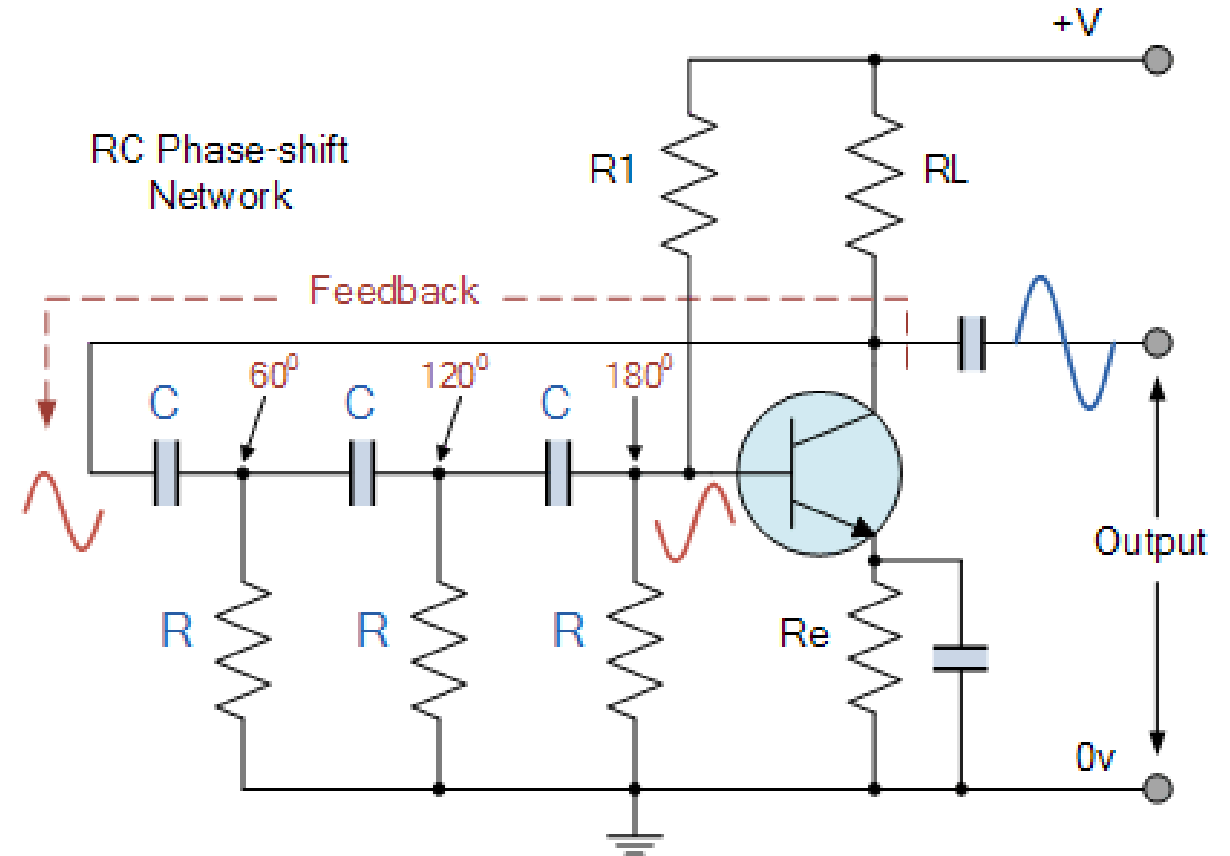 +V
RC Phase-shift
Network
R1
RL
Feedback
60⁰
120⁰
180⁰
C
C
C
Output
R
R
R
Re
0v